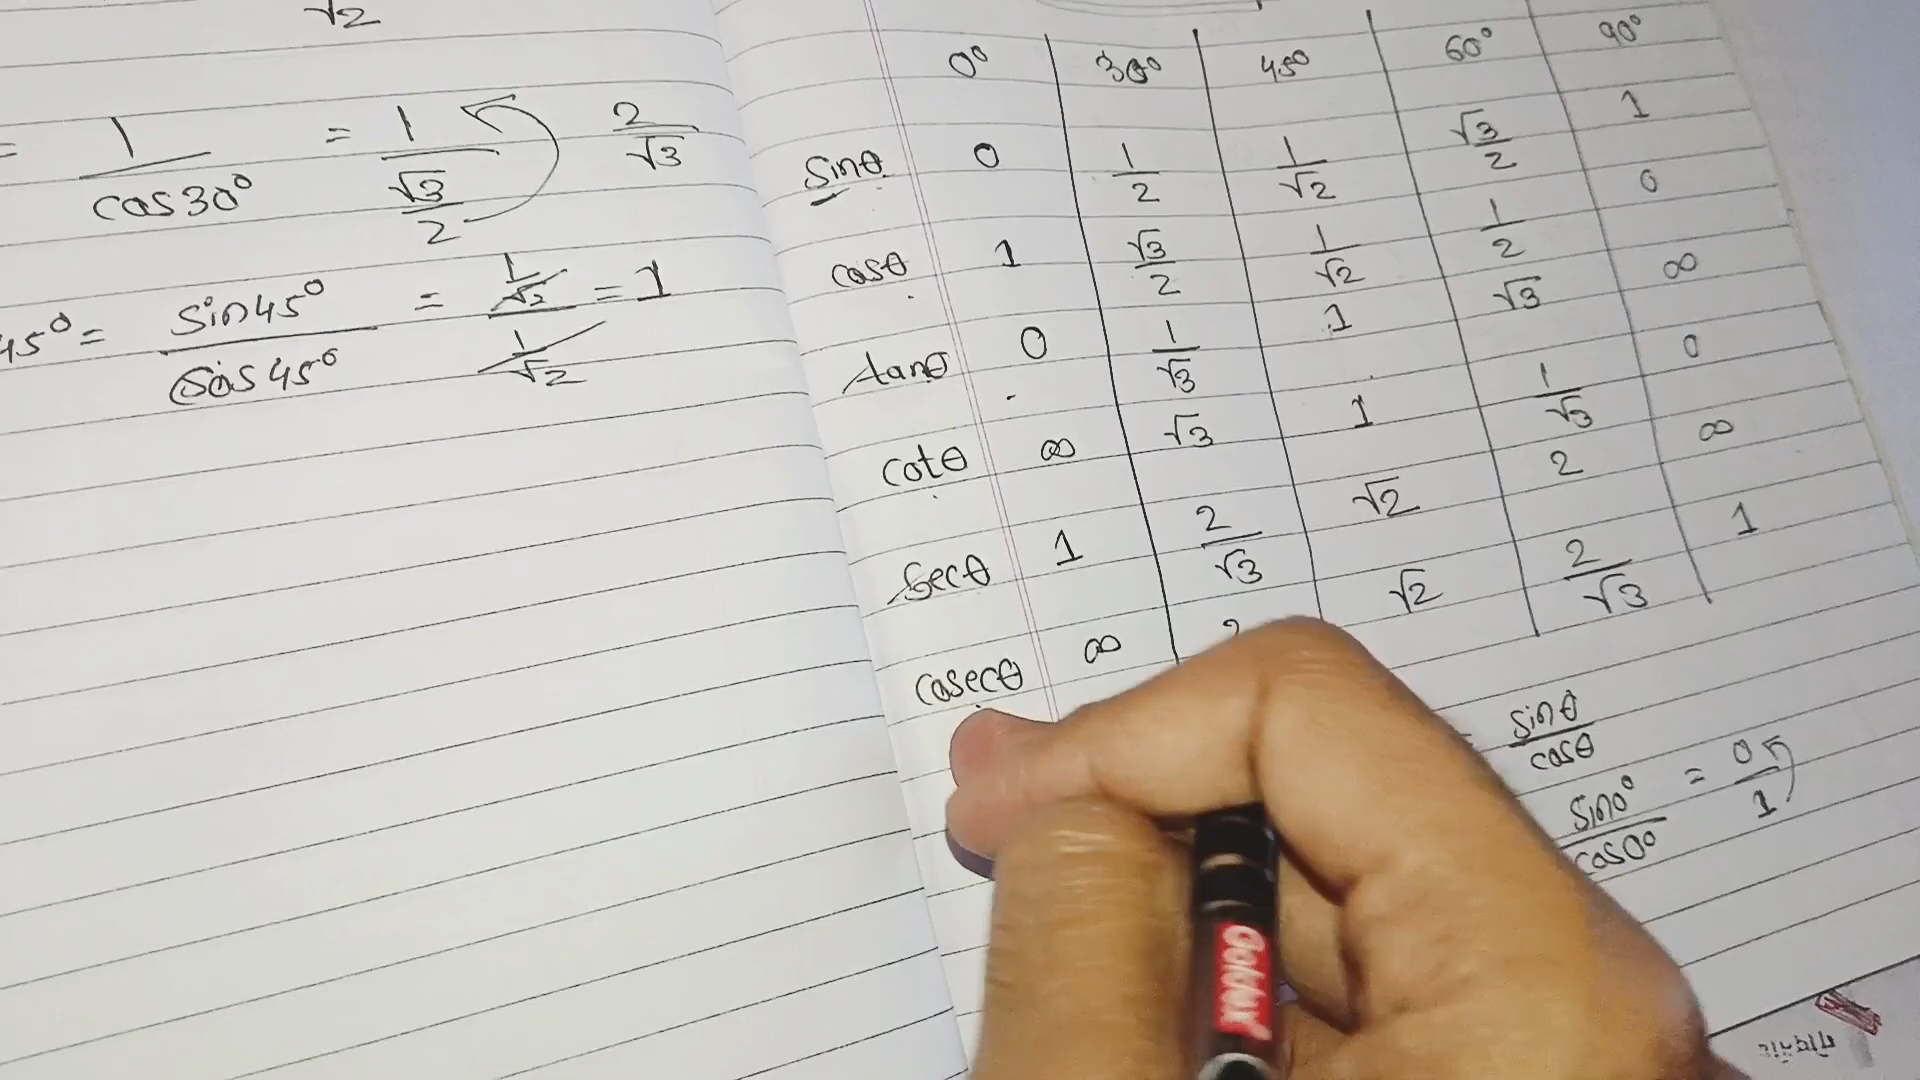 √2
= 1/cos30° = 1/(√3/2) 2/√3
45° = sin45°/cos45° = (1/√2)/(1/√2) = 1
0° 30° 45° 60° 90°
sinθ 0 1/2 1/√2 √3/2 1
cosθ 1 √3/2 1/√2 1/2 0
tanθ 0 1/√3 1 √3 ∞
cotθ ∞ √3 1 1/√3 0
secθ 1 2/√3 √2 2 ∞
cosecθ ∞ 2 √2 2/√3 1
sinθ/cosθ
sin0°/cos0° = 0/1